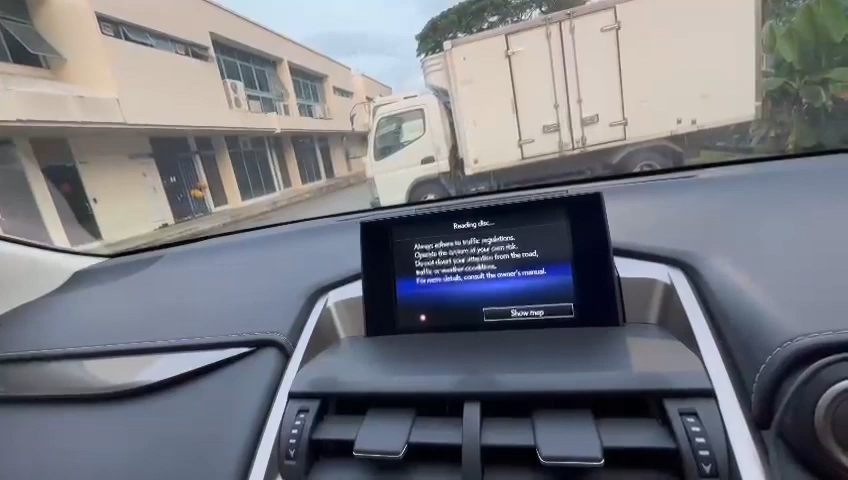 Reading disc...
Always adhere to traffic regulations.
Operate the system at your own risk.
Do not divert your attention from the road,
traffic or weather conditions.
For more details, consult the owner's manual.
Show map